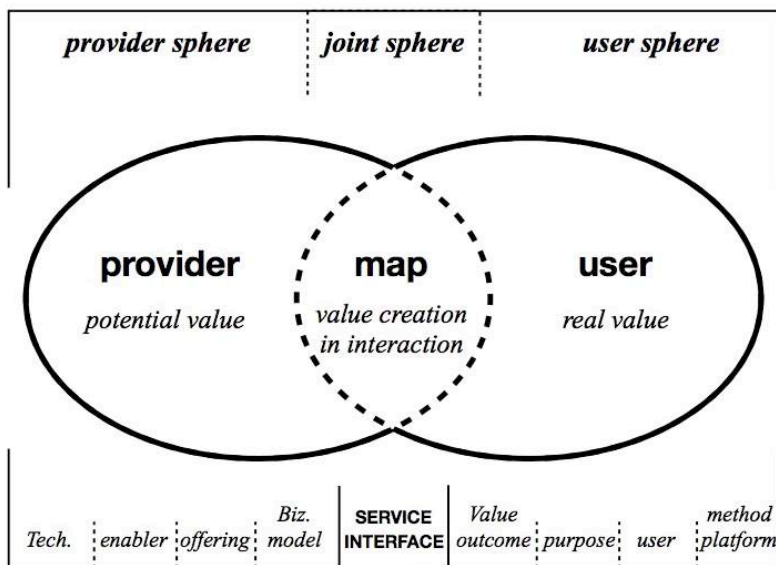 provider sphere joint sphere user sphere
provider map user
potential value value creation in interaction real value
Tech. enabler offering Biz. model SERVICE INTERFACE Value outcome purpose user method platform